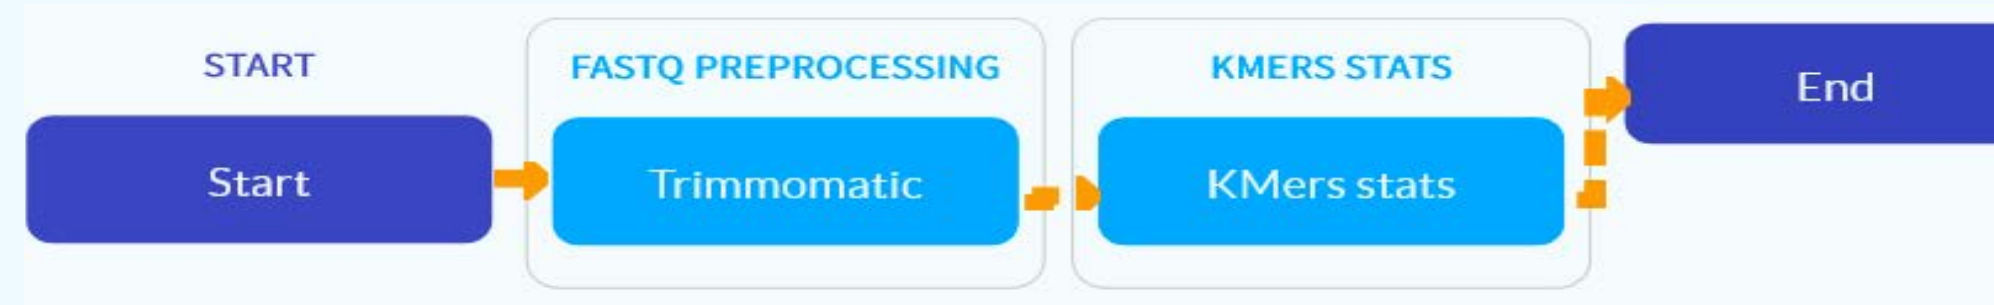 START
Start
FASTQ PREPROCESSING
Trimmomatic
KMERS STATS
KMers stats
End